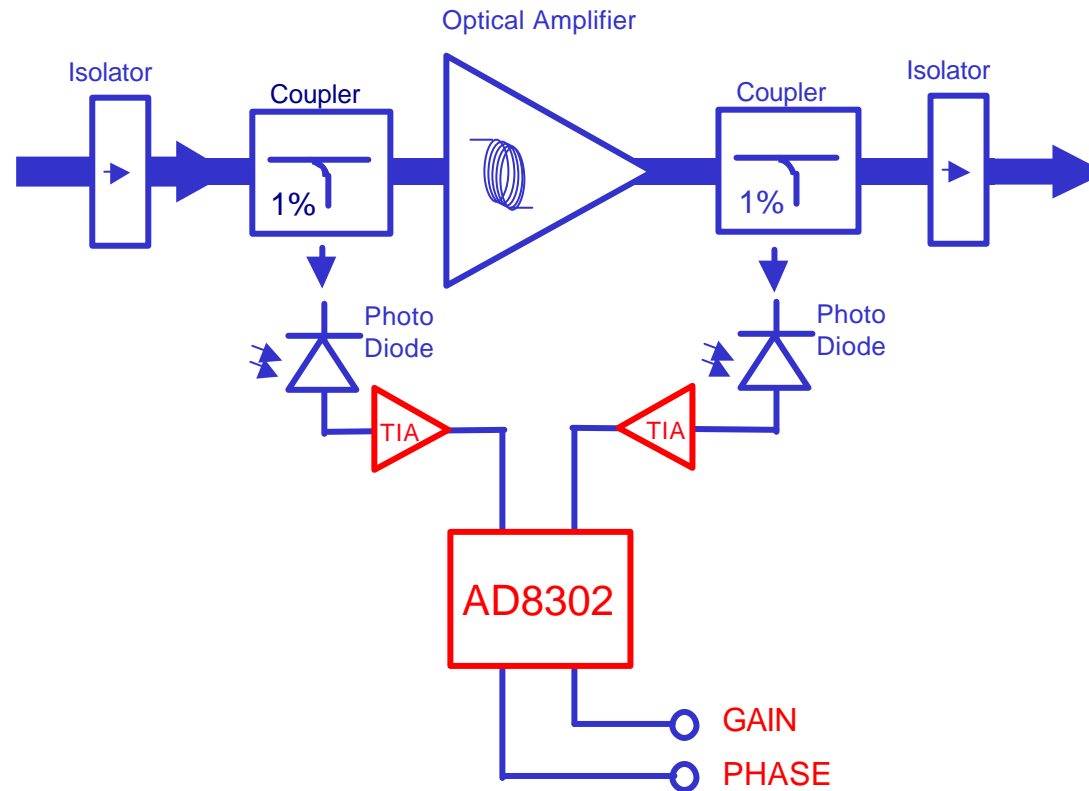 Optical Amplifier
Isolator
Coupler
Coupler
Isolator
1%
1%
Photo
Diode
Photo
Diode
TIA
TIA
AD8302
GAIN
PHASE